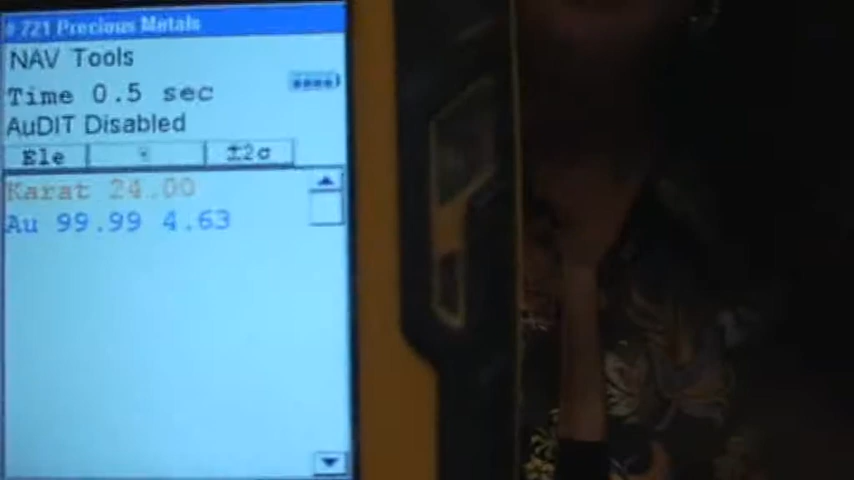 # 721 Precious Metals
NAV Tools
Time 0.5 sec
AuDIT Disabled
Ele ±2σ
Karat 24.00
Au 99.99 4.63